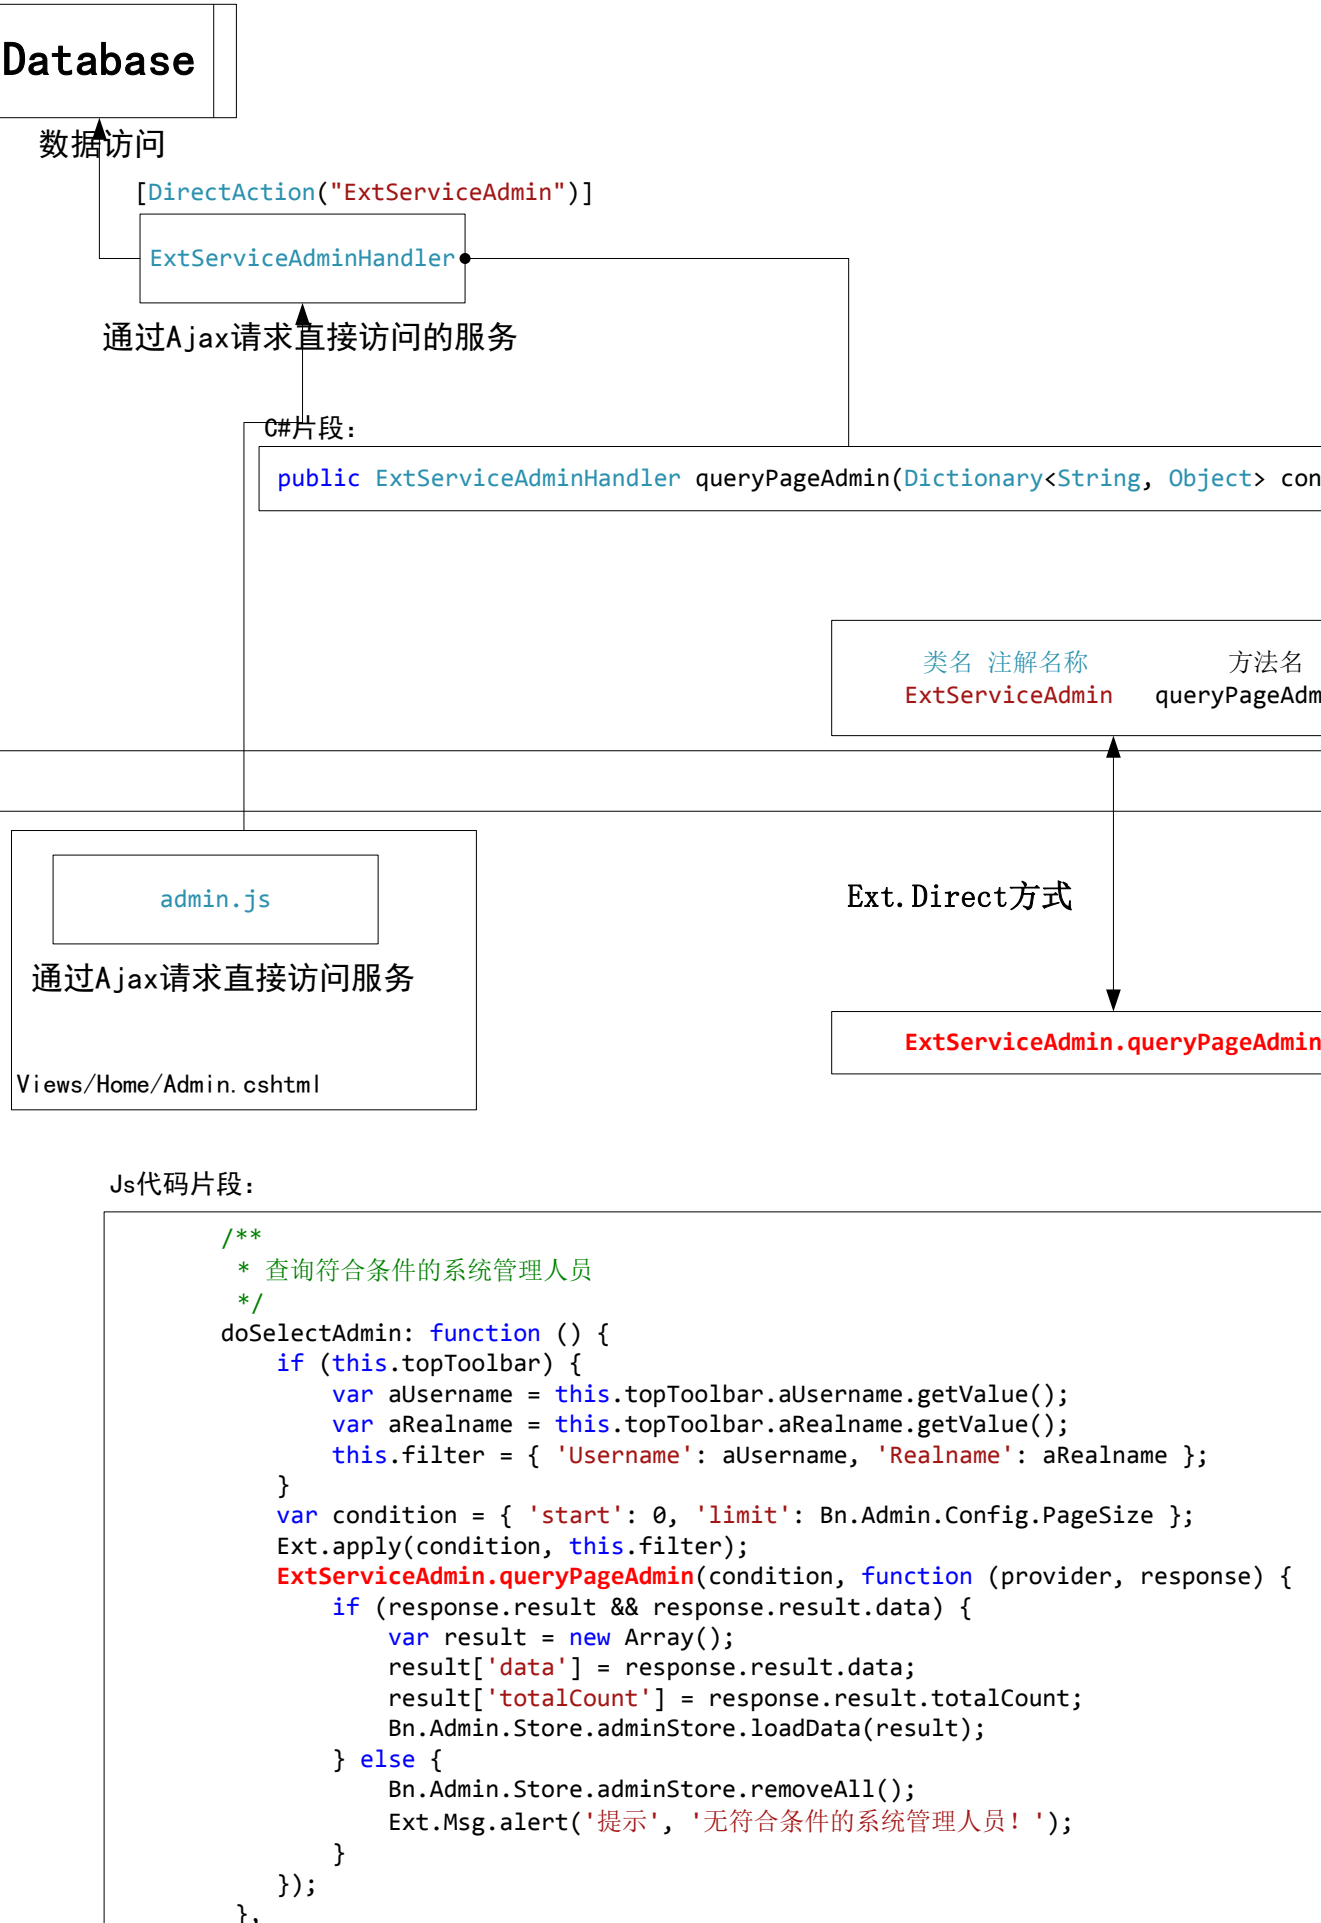 Database
数据访问
[DirectAction("ExtServiceAdmin")]
ExtServiceAdminHandler
通过Ajax请求直接访问的服务
C#片段：
public ExtServiceAdminHandler queryPageAdmin(Dictionary<String, Object> con
类名 注解名称 方法名
ExtServiceAdmin queryPageAdm
admin.js
通过Ajax请求直接访问服务
Views/Home/Admin.cshtml
Ext.Direct方式
ExtServiceAdmin.queryPageAdmin
Js代码片段：
/**
* 查询符合条件的系统管理人员
*/
doSelectAdmin: function () {
if (this.topToolbar) {
var aUsername = this.topToolbar.aUsername.getValue();
var aRealname = this.topToolbar.aRealname.getValue();
this.filter = { 'Username': aUsername, 'Realname': aRealname };
}
var condition = { 'start': 0, 'limit': Bn.Admin.Config.PageSize };
Ext.apply(condition, this.filter);
ExtServiceAdmin.queryPageAdmin(condition, function (provider, response) {
if (response.result && response.result.data) {
var result = new Array();
result['data'] = response.result.data;
result['totalCount'] = response.result.totalCount;
Bn.Admin.Store.adminStore.loadData(result);
} else {
Bn.Admin.Store.adminStore.removeAll();
Ext.Msg.alert('提示', '无符合条件的系统管理人员！');
}
});
},